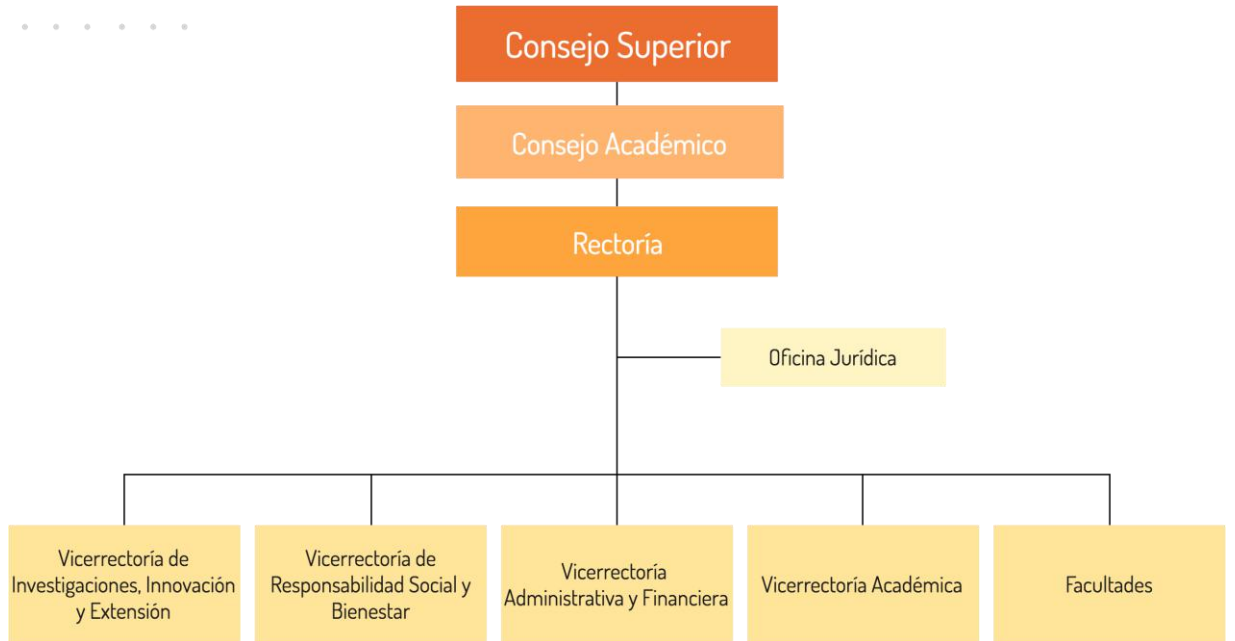 Consejo Superior
Consejo Académico
Rectoría
Oficina Jurídica
Vicerrectoría de
Investigaciones, Innovación
y Extensión
Vicerrectoría de
Responsabilidad Social y
Bienestar
Vicerrectoría
Administrativa y Financiera
Vicerrectoría Académica
Facultades